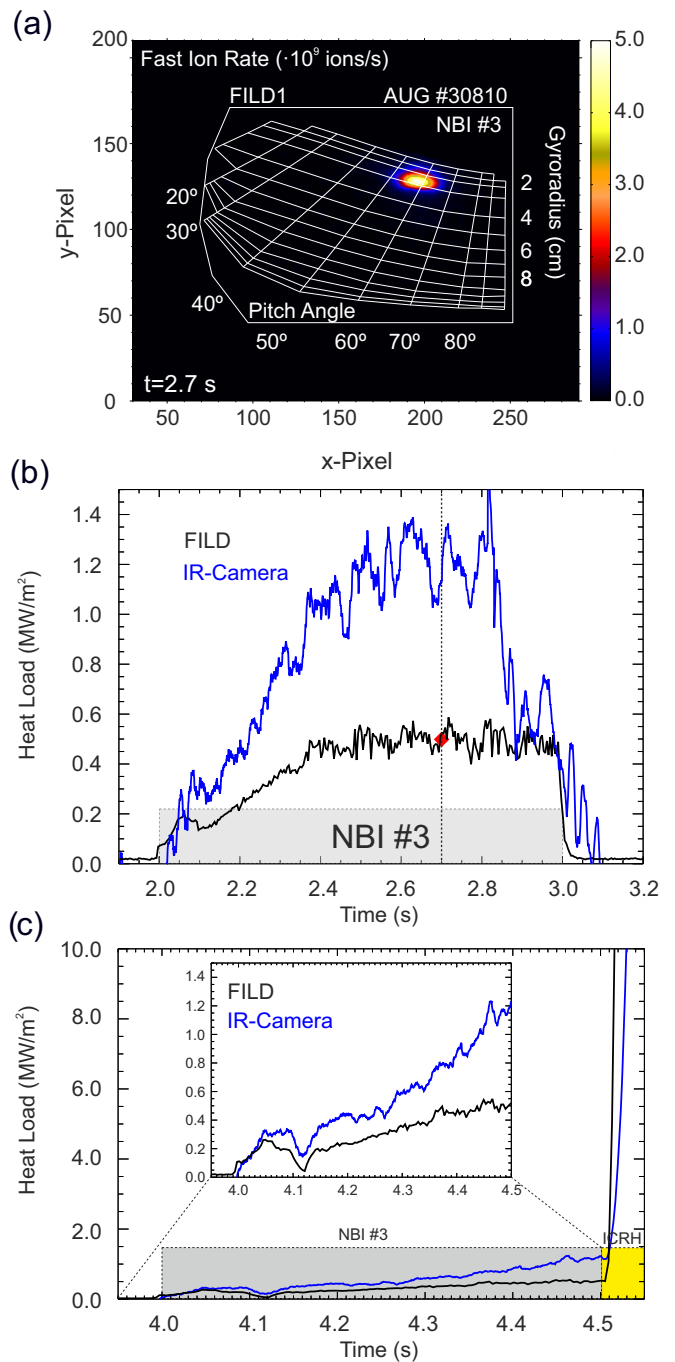 (a)
200
150
100
50
0
y-Pixel
Fast Ion Rate (·10⁹ ions/s)
FILD1 AUG #30810
NBI #3
20º
30º
40º
50º 60º 70º 80º
Pitch Angle
2
4
6
8
Gyroradius (cm)
t=2.7 s
50 100 150 200 250
x-Pixel
5.0
4.0
3.0
2.0
1.0
0.0
(b)
1.4
1.2
1.0
0.8
0.6
0.4
0.2
0.0
Heat Load (MW/m²)
FILD
IR-Camera
NBI #3
2.0 2.2 2.4 2.6 2.8 3.0 3.2
Time (s)
(c)
10.0
8.0
6.0
4.0
2.0
0.0
Heat Load (MW/m²)
1.4
1.2
1.0
0.8
0.6
0.4
0.2
0.0
FILD
IR-Camera
4.0 4.1 4.2 4.3 4.4 4.5
NBI #3
ICRH
4.0 4.1 4.2 4.3 4.4 4.5
Time (s)